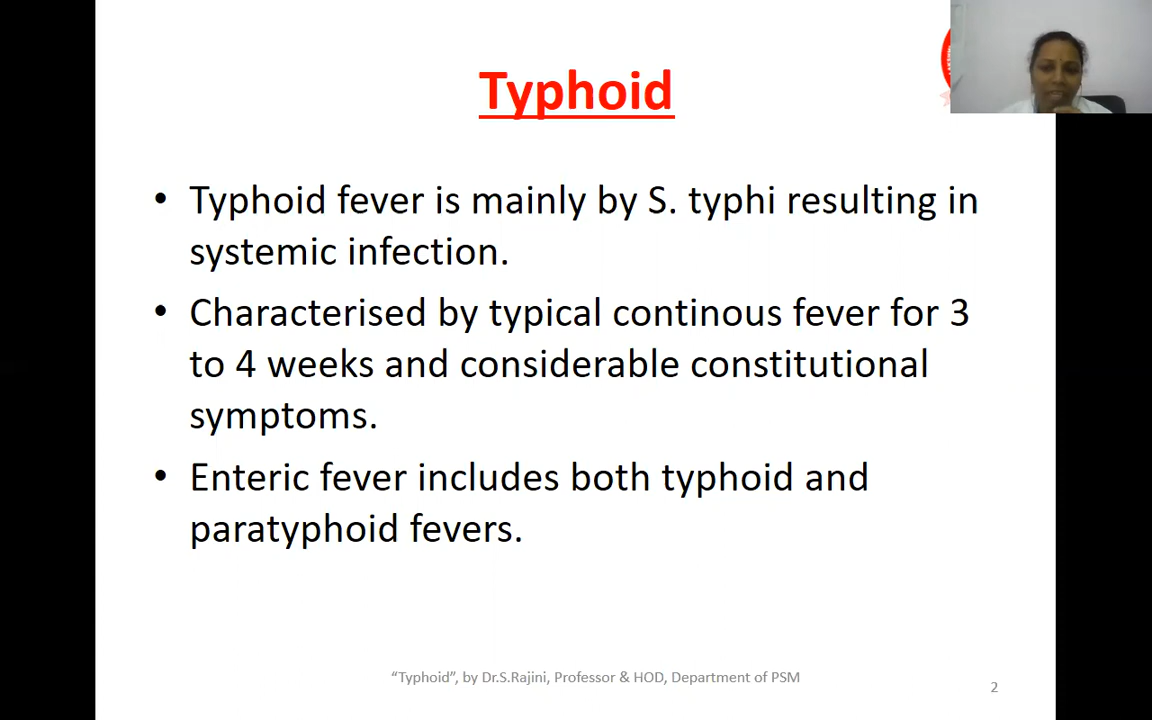 Typhoid
• Typhoid fever is mainly by S. typhi resulting in
systemic infection.
• Characterised by typical continous fever for 3
to 4 weeks and considerable constitutional
symptoms.
• Enteric fever includes both typhoid and
paratyphoid fevers.
“Typhoid”, by Dr.S.Rajini, Professor & HOD, Department of PSM
2